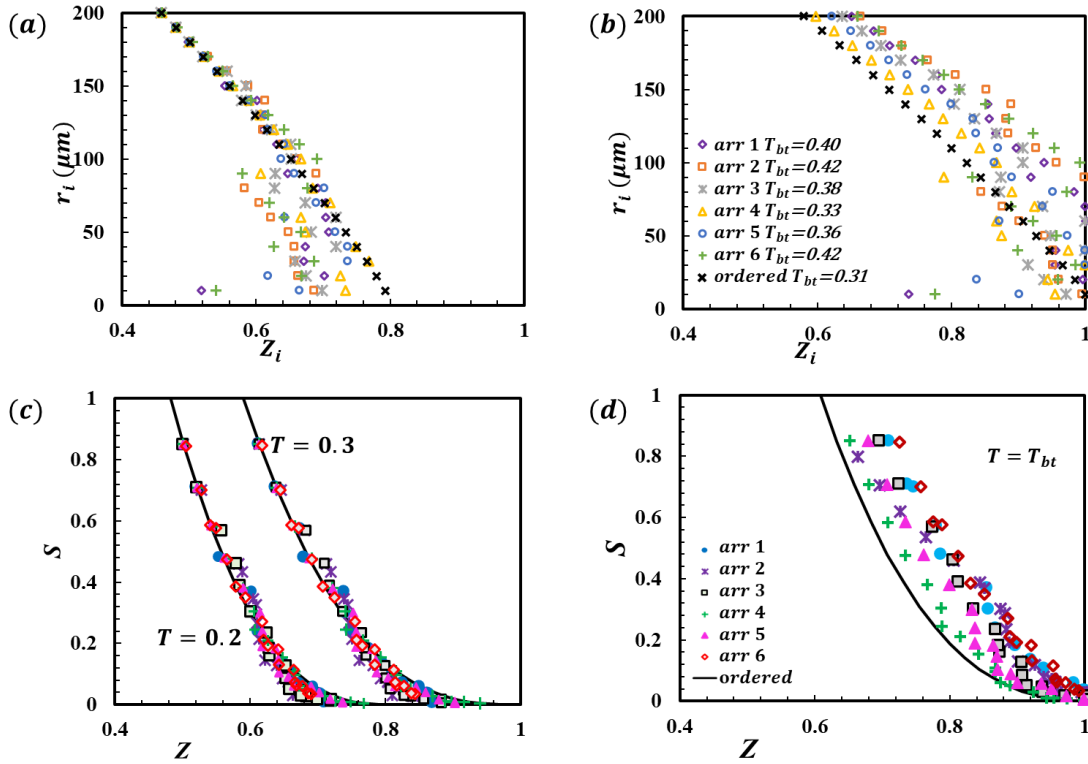 (a)
200
150
100
50
0
r_i (μm)
0.4 0.6 0.8 1
Z_i
(b)
200
150
100
50
0
r_i (μm)
arr 1 T_bt=0.40
arr 2 T_bt=0.42
arr 3 T_bt=0.38
arr 4 T_bt=0.33
arr 5 T_bt=0.36
arr 6 T_bt=0.42
ordered T_bt=0.31
0.4 0.6 0.8 1
Z_i
(c)
1
0.8
0.6
0.4
0.2
0
S
T = 0.3
T = 0.2
0 0.4 0.6 0.8 1
Z
(d)
1
0.8
0.6
0.4
0.2
0
S
T = T_bt
arr 1
arr 2
arr 3
arr 4
arr 5
arr 6
ordered
0.4 0.6 0.8 1
Z